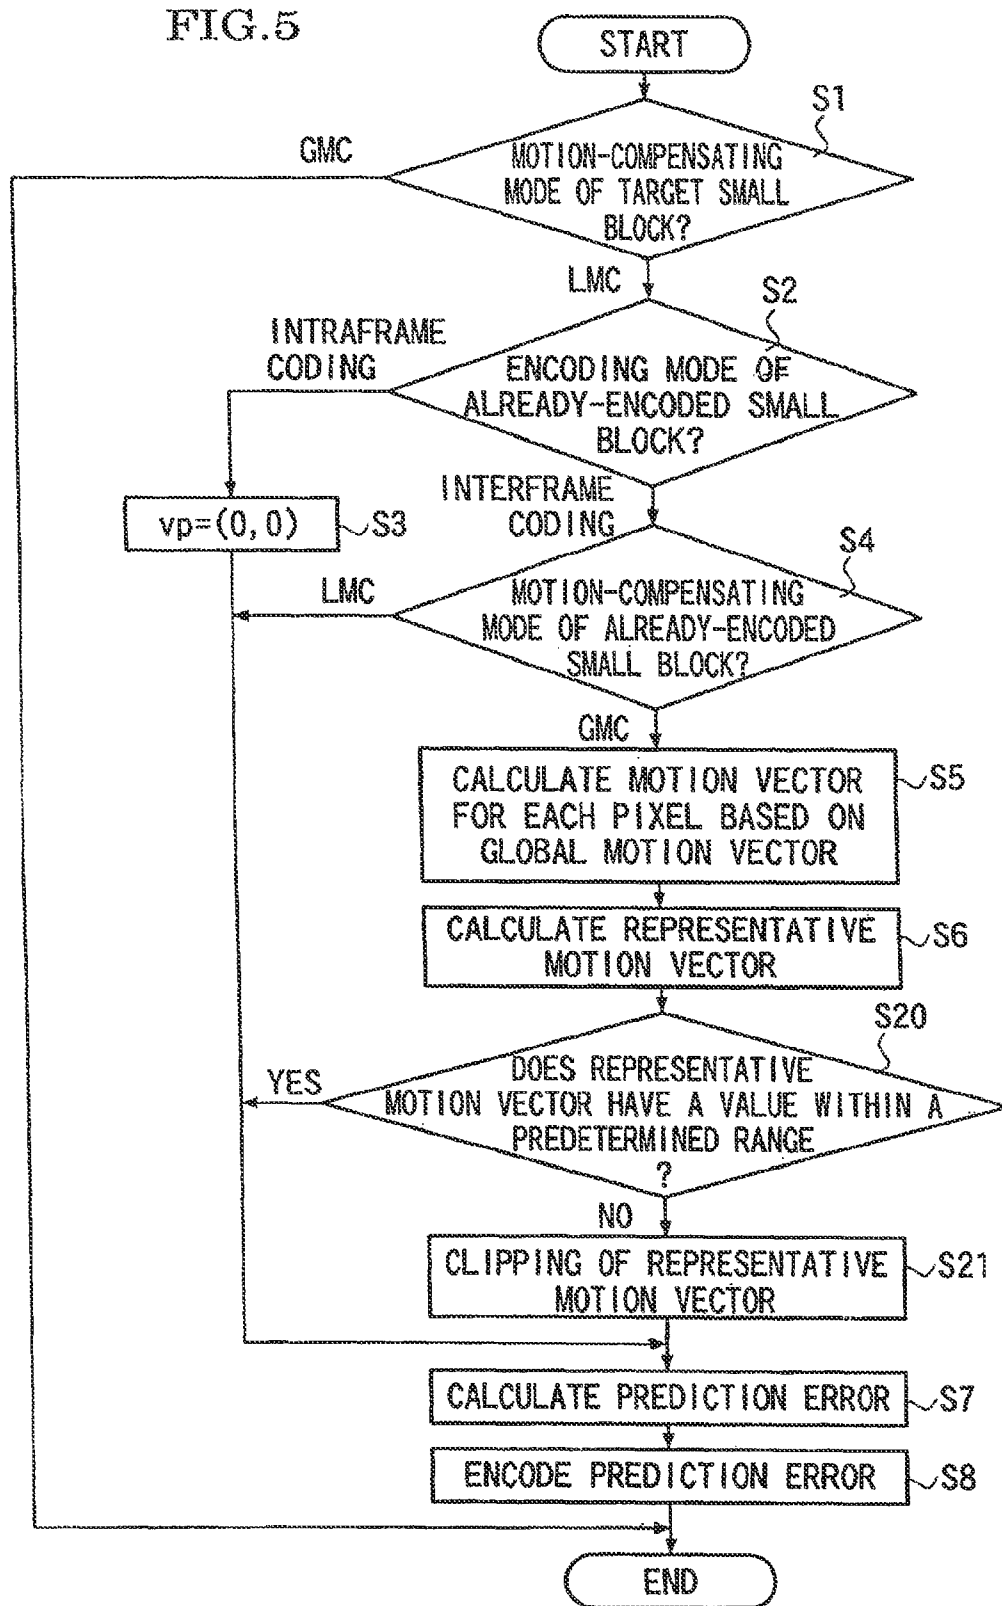 FIG.5
START
S1
GMC
MOTION-COMPENSATING
MODE OF TARGET SMALL
BLOCK?
LMC
S2
INTRAFRAME
CODING
ENCODING MODE OF
ALREADY-ENCODED SMALL
BLOCK?
INTERFRAME
CODING
vp=(0,0)
S3
S4
LMC
MOTION-COMPENSATING
MODE OF ALREADY-ENCODED
SMALL BLOCK?
GMC
CALCULATE MOTION VECTOR
FOR EACH PIXEL BASED ON
GLOBAL MOTION VECTOR
S5
CALCULATE REPRESENTATIVE
MOTION VECTOR
S6
S20
YES
DOES REPRESENTATIVE
MOTION VECTOR HAVE A VALUE WITHIN A
PREDETERMINED RANGE
?
NO
CLIPPING OF REPRESENTATIVE
MOTION VECTOR
S21
CALCULATE PREDICTION ERROR
S7
ENCODE PREDICTION ERROR
S8
END